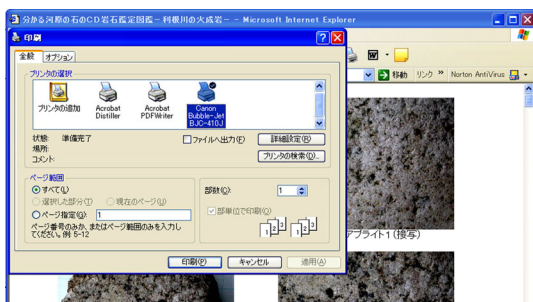 分かる河原の石のCD岩石鑑定図鑑－利根川の火成岩－ - Microsoft Internet Explorer
印刷
全般 オプション
プリンタの選択
プリンタの追加
Acrobat Distiller
Acrobat PDFWriter
Canon Bubble-Jet BJC-410J
状態: 準備完了
場所:
コメント:
ファイルへ出力(F)
詳細設定(R)
プリンタの検索(D)...
ページ範囲
すべて(L)
選択した部分(T) 現在のページ(U)
ページ指定(G): 1
ページ番号のみか、またはページ範囲のみを入力し
てください。例 5-12
部数(C): 1
部単位で印刷(O)
1 2 3 1 2 3
印刷(P) キャンセル 適用(A)
移動 リンク » Norton AntiVirus
アプライト1(接写)